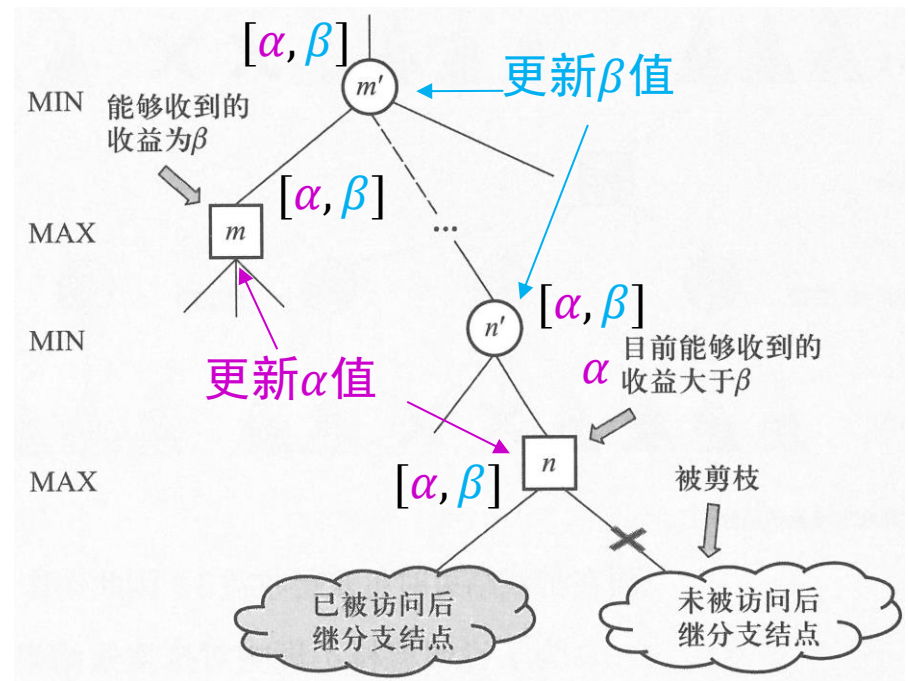 [α, β]
m′
更新β值
MIN
能够收到的
收益为β
[α, β]
MAX
m
...
MIN
n′
[α, β]
更新α值
α
目前能够收到的
收益大于β
MAX
[α, β]
n
被剪枝
已被访问后
继分支结点
未被访问后
继分支结点